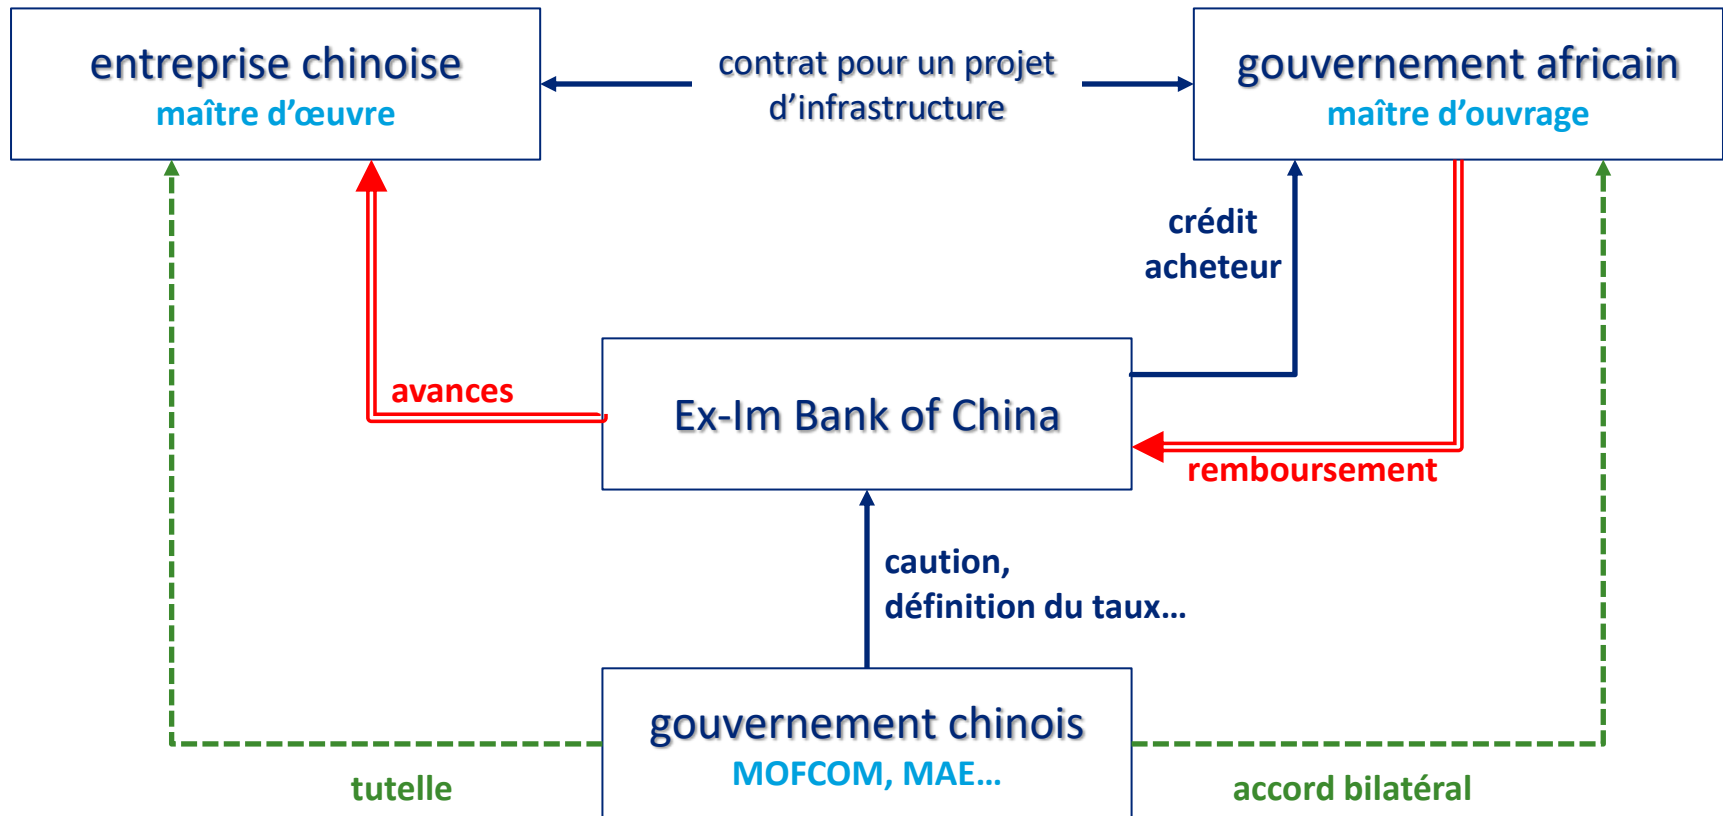 entreprise chinoise
maître d’œuvre
contrat pour un projet
d’infrastructure
gouvernement africain
maître d’ouvrage
crédit
acheteur
avances
Ex-Im Bank of China
remboursement
caution,
définition du taux…
gouvernement chinois
MOFCOM, MAE…
tutelle
accord bilatéral